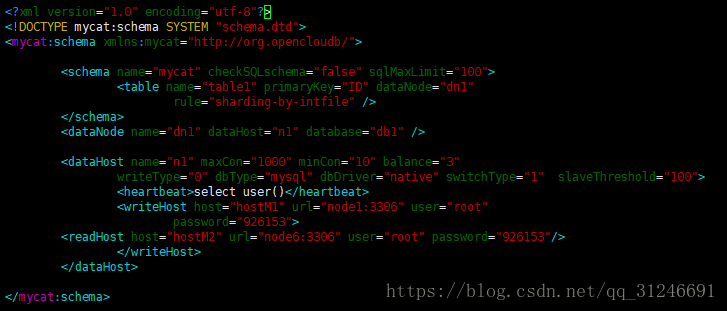 <?xml version="1.0" encoding="utf-8"?>
<!DOCTYPE mycat:schema SYSTEM "schema.dtd">
<mycat:schema xmlns:mycat="http://org.opencloudb/">
<schema name="mycat" checkSQLschema="false" sqlMaxLimit="100">
<table name="table1" primaryKey="ID" dataNode="dn1"
rule="sharding-by-intfile" />
</schema>
<dataNode name="dn1" dataHost="n1" database="db1" />
<dataHost name="n1" maxCon="1000" minCon="10" balance="3"
writeType="0" dbType="mysql" dbDriver="native" switchType="1"  slaveThreshold="100">
<heartbeat>select user()</heartbeat>
<writeHost host="hostM1" url="node1:3306" user="root"
password="926153">
<readHost host="hostM2" url="node6:3306" user="root" password="926153"/>
</writeHost>
</dataHost>
</mycat:schema>
https://blog.csdn.net/qq_31246691